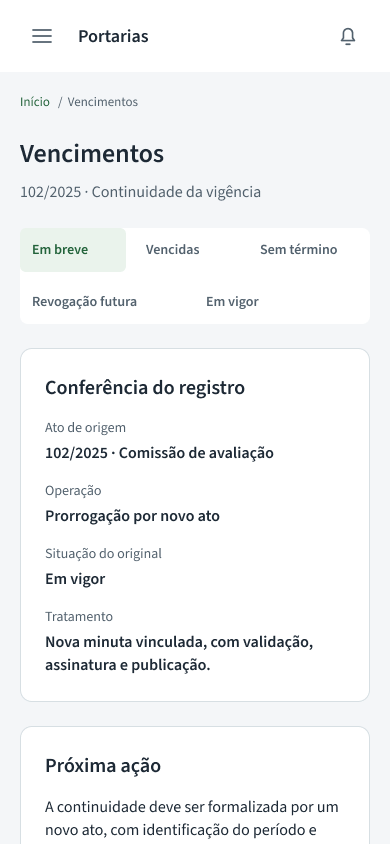 Portarias
Início / Vencimentos
Vencimentos
102/2025 · Continuidade da vigência
Em breve Vencidas Sem término
Revogação futura Em vigor
Conferência do registro
Ato de origem
102/2025 · Comissão de avaliação
Operação
Prorrogação por novo ato
Situação do original
Em vigor
Tratamento
Nova minuta vinculada, com validação,
assinatura e publicação.
Próxima ação
A continuidade deve ser formalizada por um
novo ato, com identificação do período e